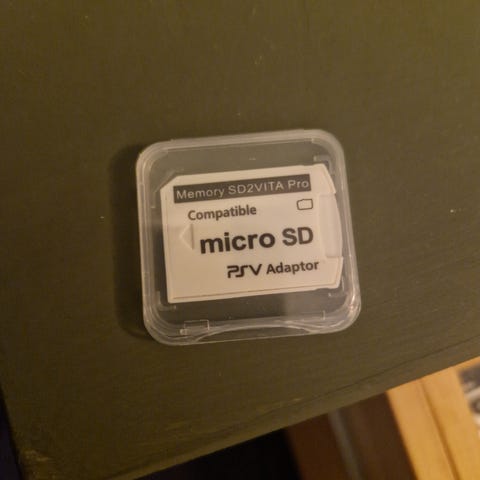 Memory SD2VITA Pro
Compatible
micro SD
PSV Adaptor